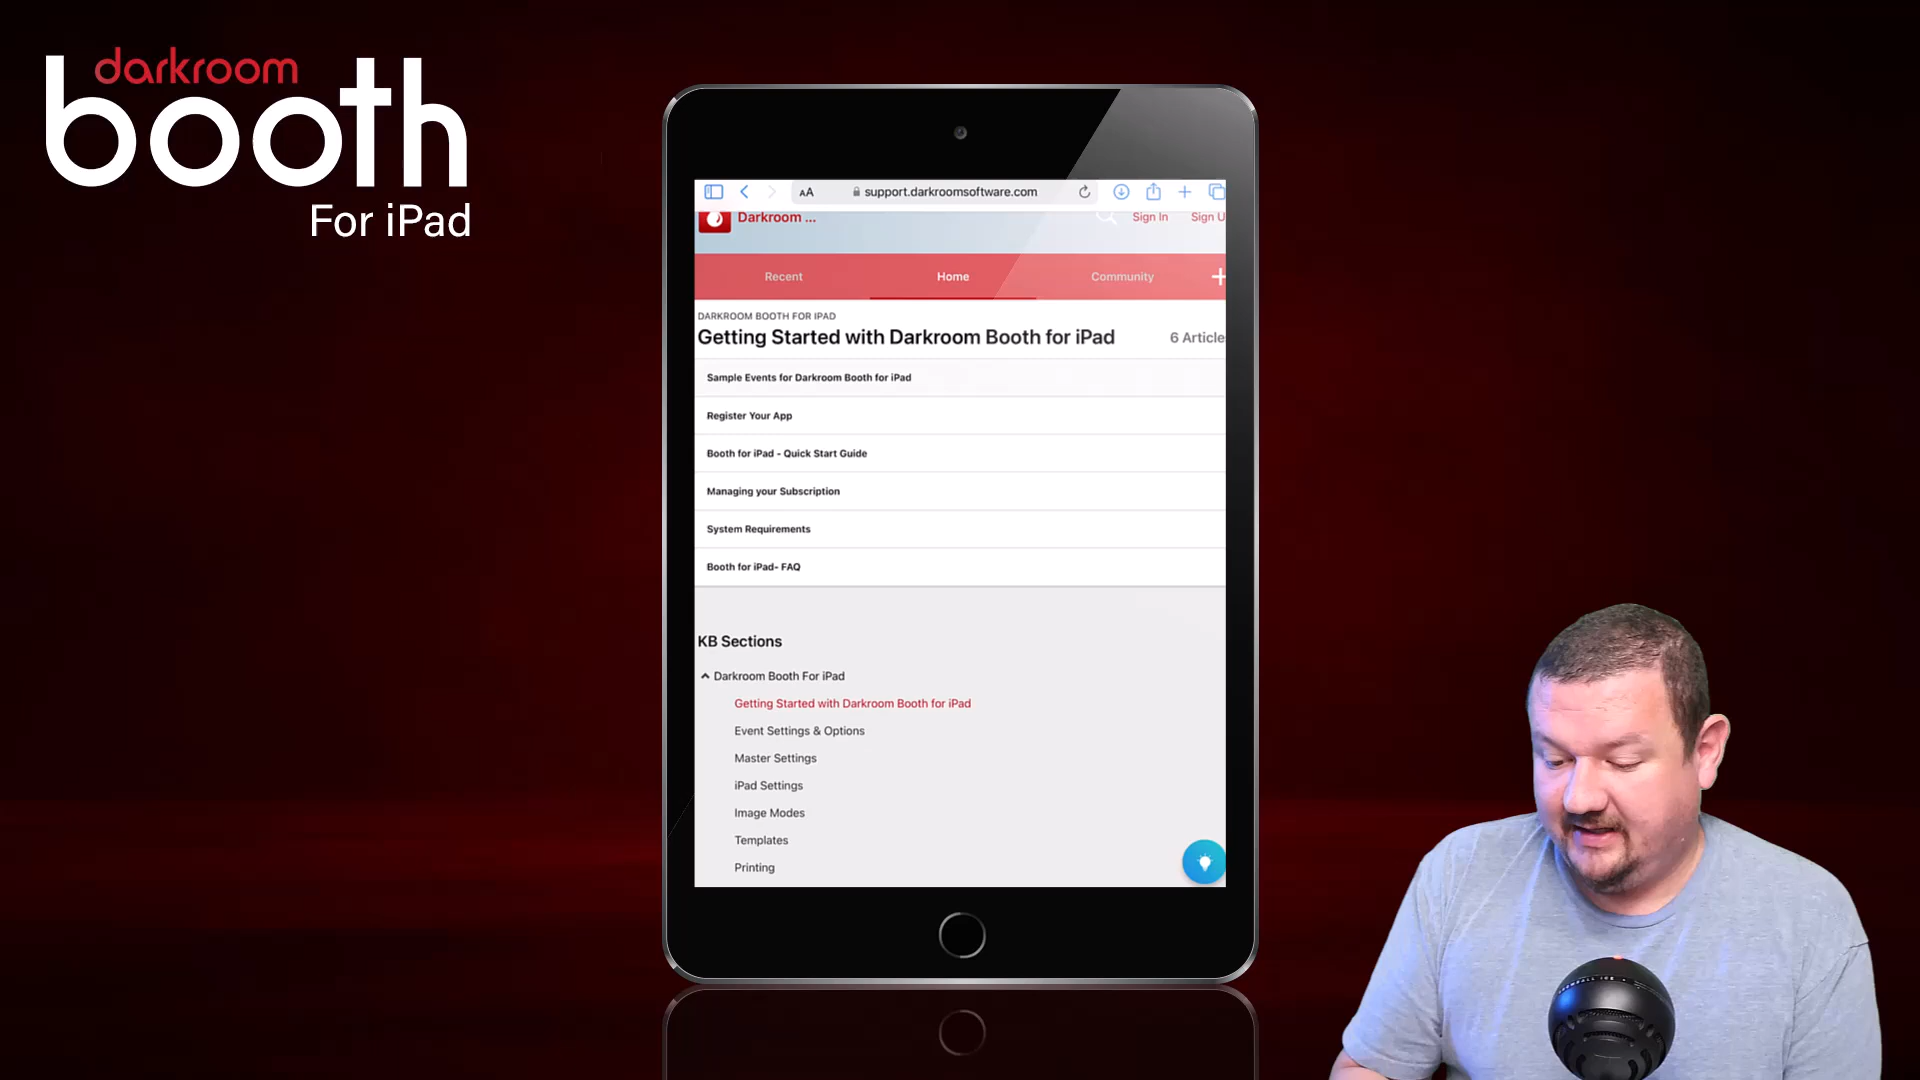 darkroom
booth
For iPad
AA
support.darkroomsoftware.com
Darkroom ...
Sign In
Sign U
Recent
Home
Community
DARKROOM BOOTH FOR IPAD
Getting Started with Darkroom Booth for iPad
6 Article
Sample Events for Darkroom Booth for iPad
Register Your App
Booth for iPad - Quick Start Guide
Managing your Subscription
System Requirements
Booth for iPad- FAQ
KB Sections
Darkroom Booth For iPad
Getting Started with Darkroom Booth for iPad
Event Settings & Options
Master Settings
iPad Settings
Image Modes
Templates
Printing